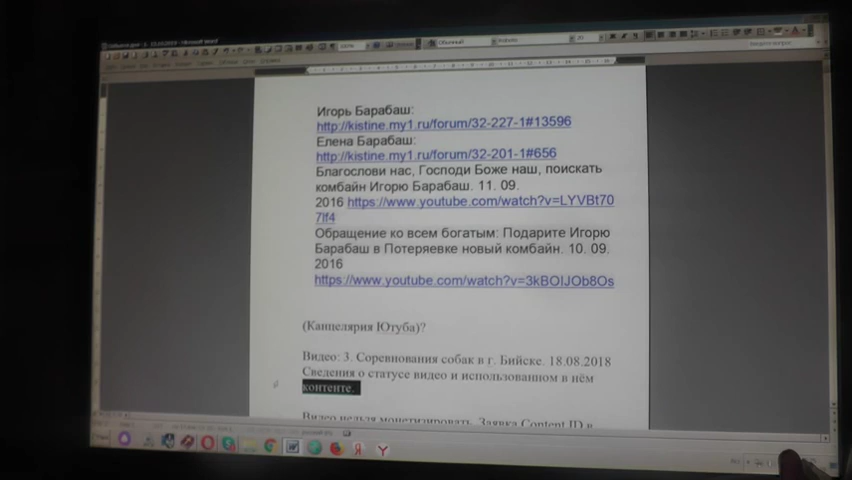 Игорь Барабаш:
http://kistine.my1.ru/forum/32-227-1#13596
Елена Барабаш:
http://kistine.my1.ru/forum/32-201-1#656
Благослови нас, Господи Боже наш, поискать
комбайн Игорю Барабаш. 11. 09.
2016 https://www.youtube.com/watch?v=LYVBt70
7lf4
Обращение ко всем богатым: Подарите Игорю
Барабаш в Потеряевке новый комбайн. 10. 09.
2016
https://www.youtube.com/watch?v=3kBOIJOb8Os
(Канцелярия Ютуба)?
Видео: 3. Соревнования собак в г. Бийске. 18.08.2018
Сведения о статусе видео и использованном в нём
контенте.
Видео нельзя монетизировать. Заявка Content ID в